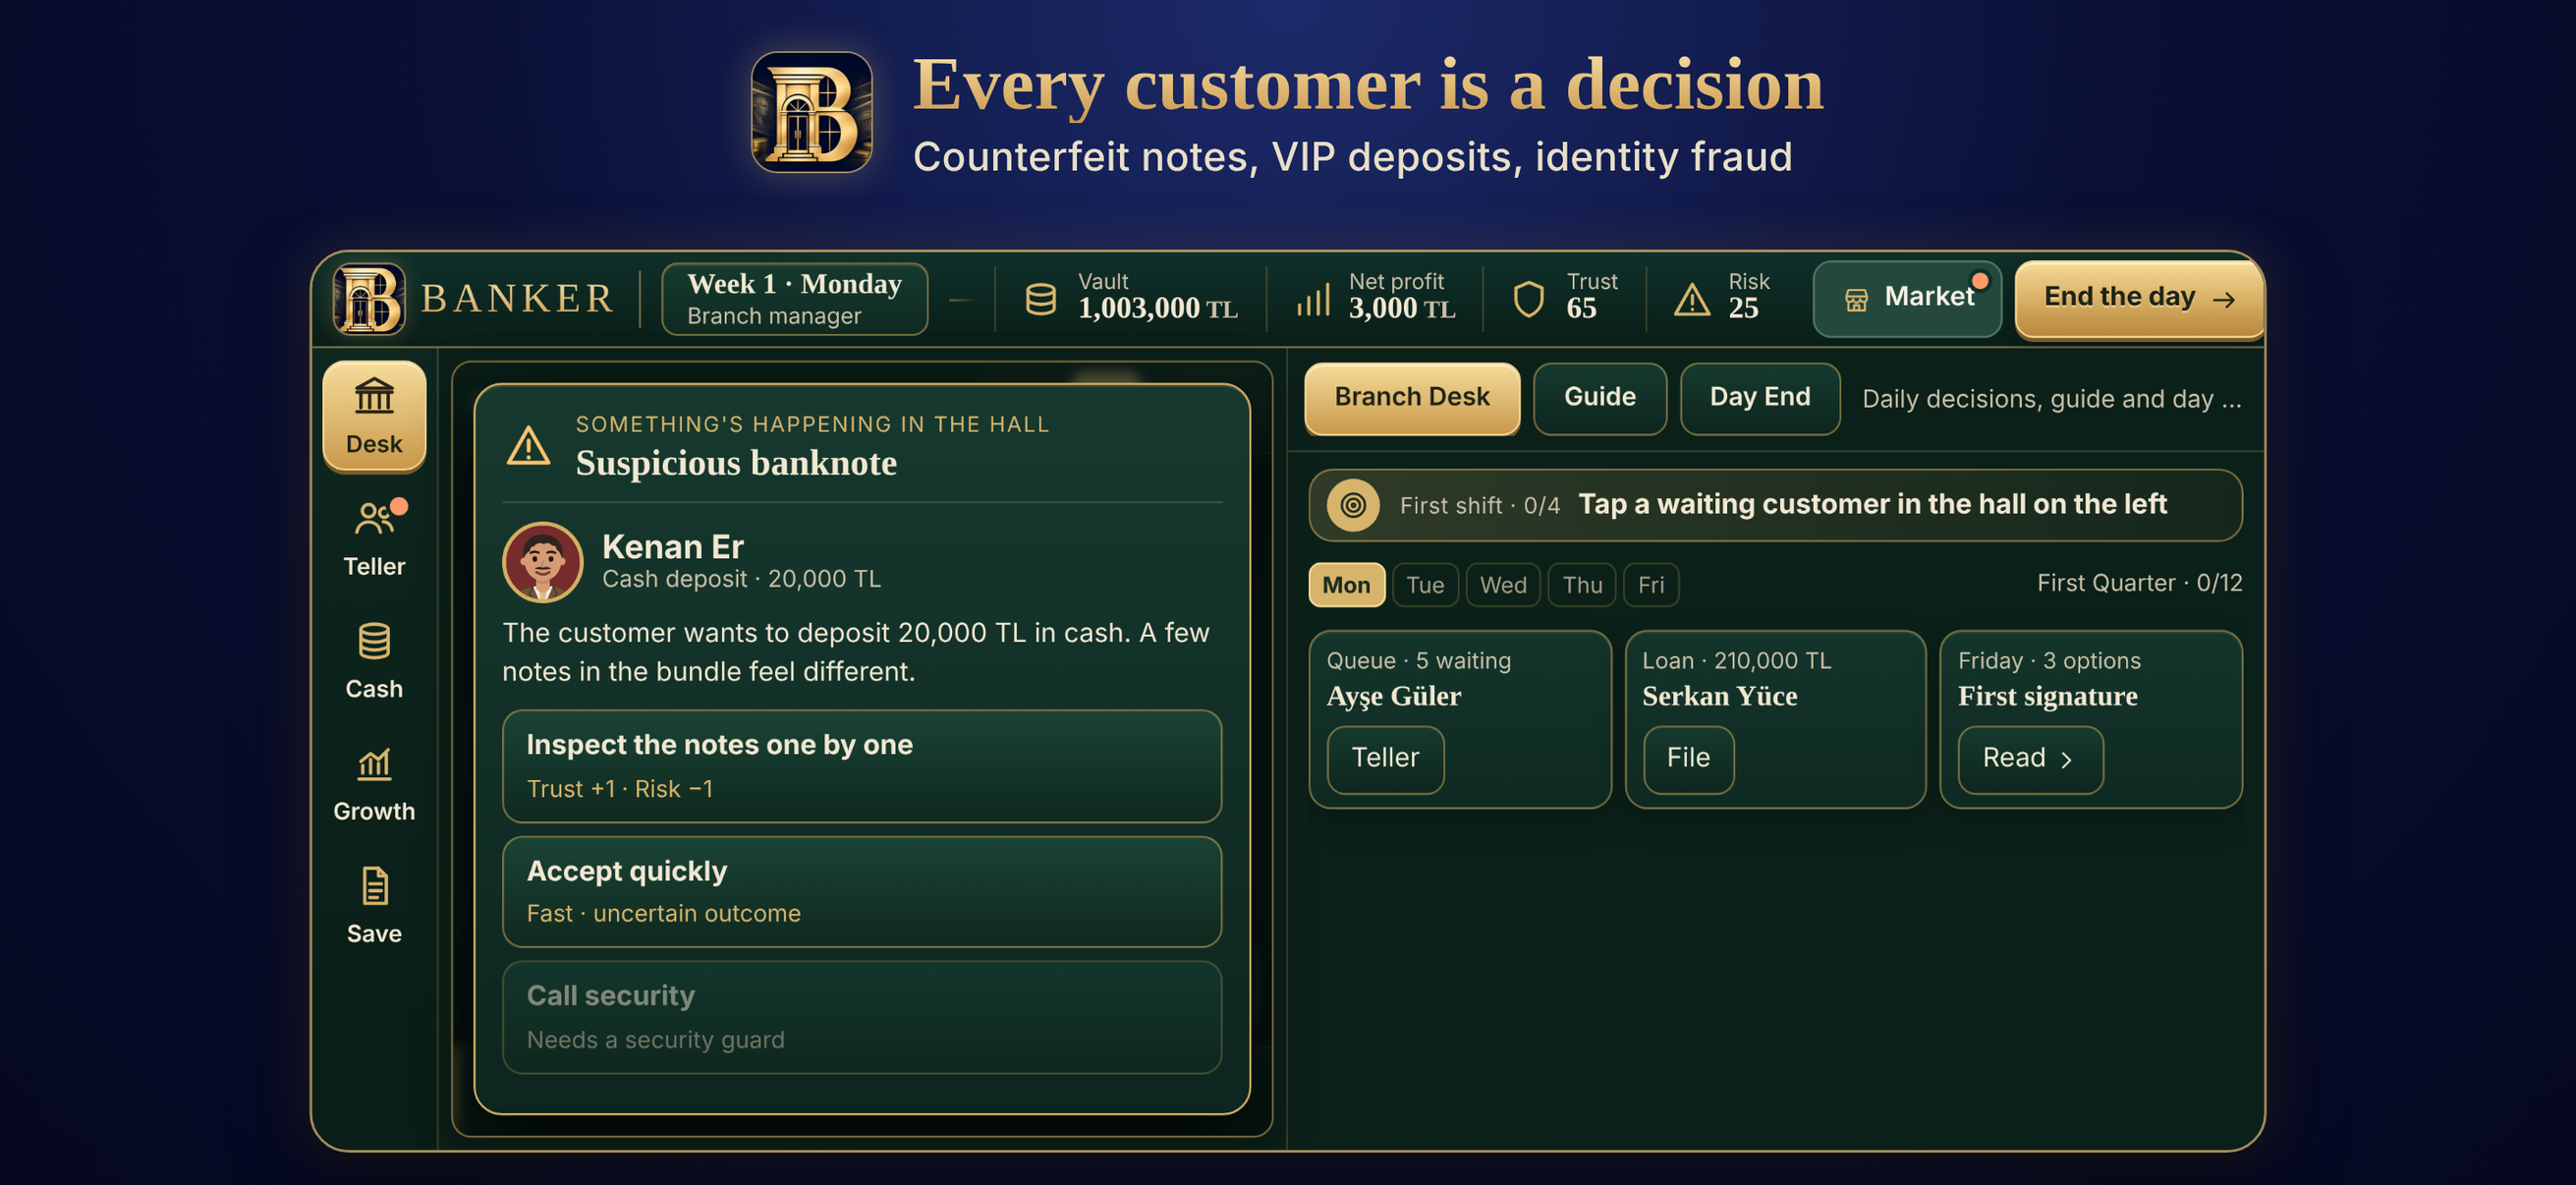 Every customer is a decision
Counterfeit notes, VIP deposits, identity fraud
BANKER
Week 1 · Monday
Branch manager
Vault
1,003,000 TL
Net profit
3,000 TL
Trust
65
Risk
25
Market
End the day →
Desk
Teller
Cash
Growth
Save
SOMETHING'S HAPPENING IN THE HALL
Suspicious banknote
Kenan Er
Cash deposit · 20,000 TL
The customer wants to deposit 20,000 TL in cash. A few
notes in the bundle feel different.
Inspect the notes one by one
Trust +1 · Risk −1
Accept quickly
Fast · uncertain outcome
Call security
Needs a security guard
Branch Desk
Guide
Day End
Daily decisions, guide and day ...
First shift · 0/4 Tap a waiting customer in the hall on the left
Mon Tue Wed Thu Fri
First Quarter · 0/12
Queue · 5 waiting
Ayşe Güler
Teller
Loan · 210,000 TL
Serkan Yüce
File
Friday · 3 options
First signature
Read >